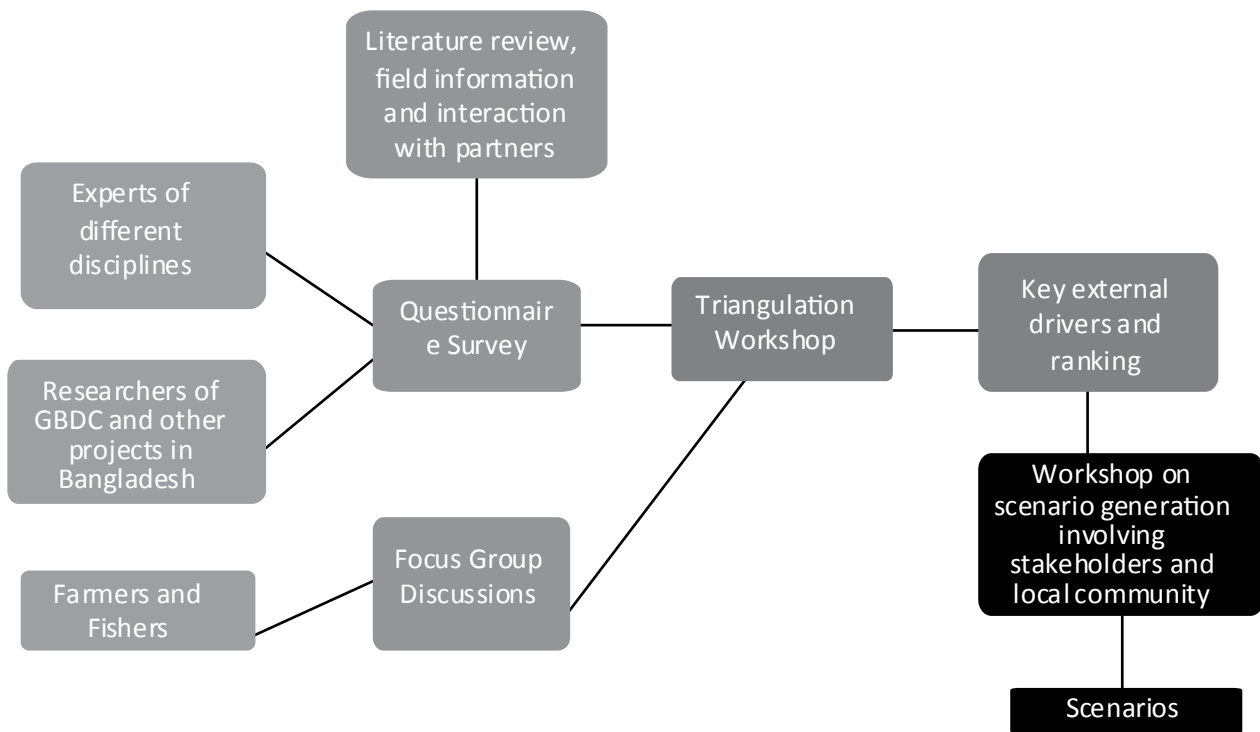 Literature review,
field information
and interaction
with partners
Experts of
different
disciplines
Questionnair
e Survey
Triangulation
Workshop
Key external
drivers and
ranking
Researchers of
GBDC and other
projects in
Bangladesh
Workshop on
scenario generation
involving
stakeholders and
local community
Focus Group
Discussions
Farmers and
Fishers
Scenarios